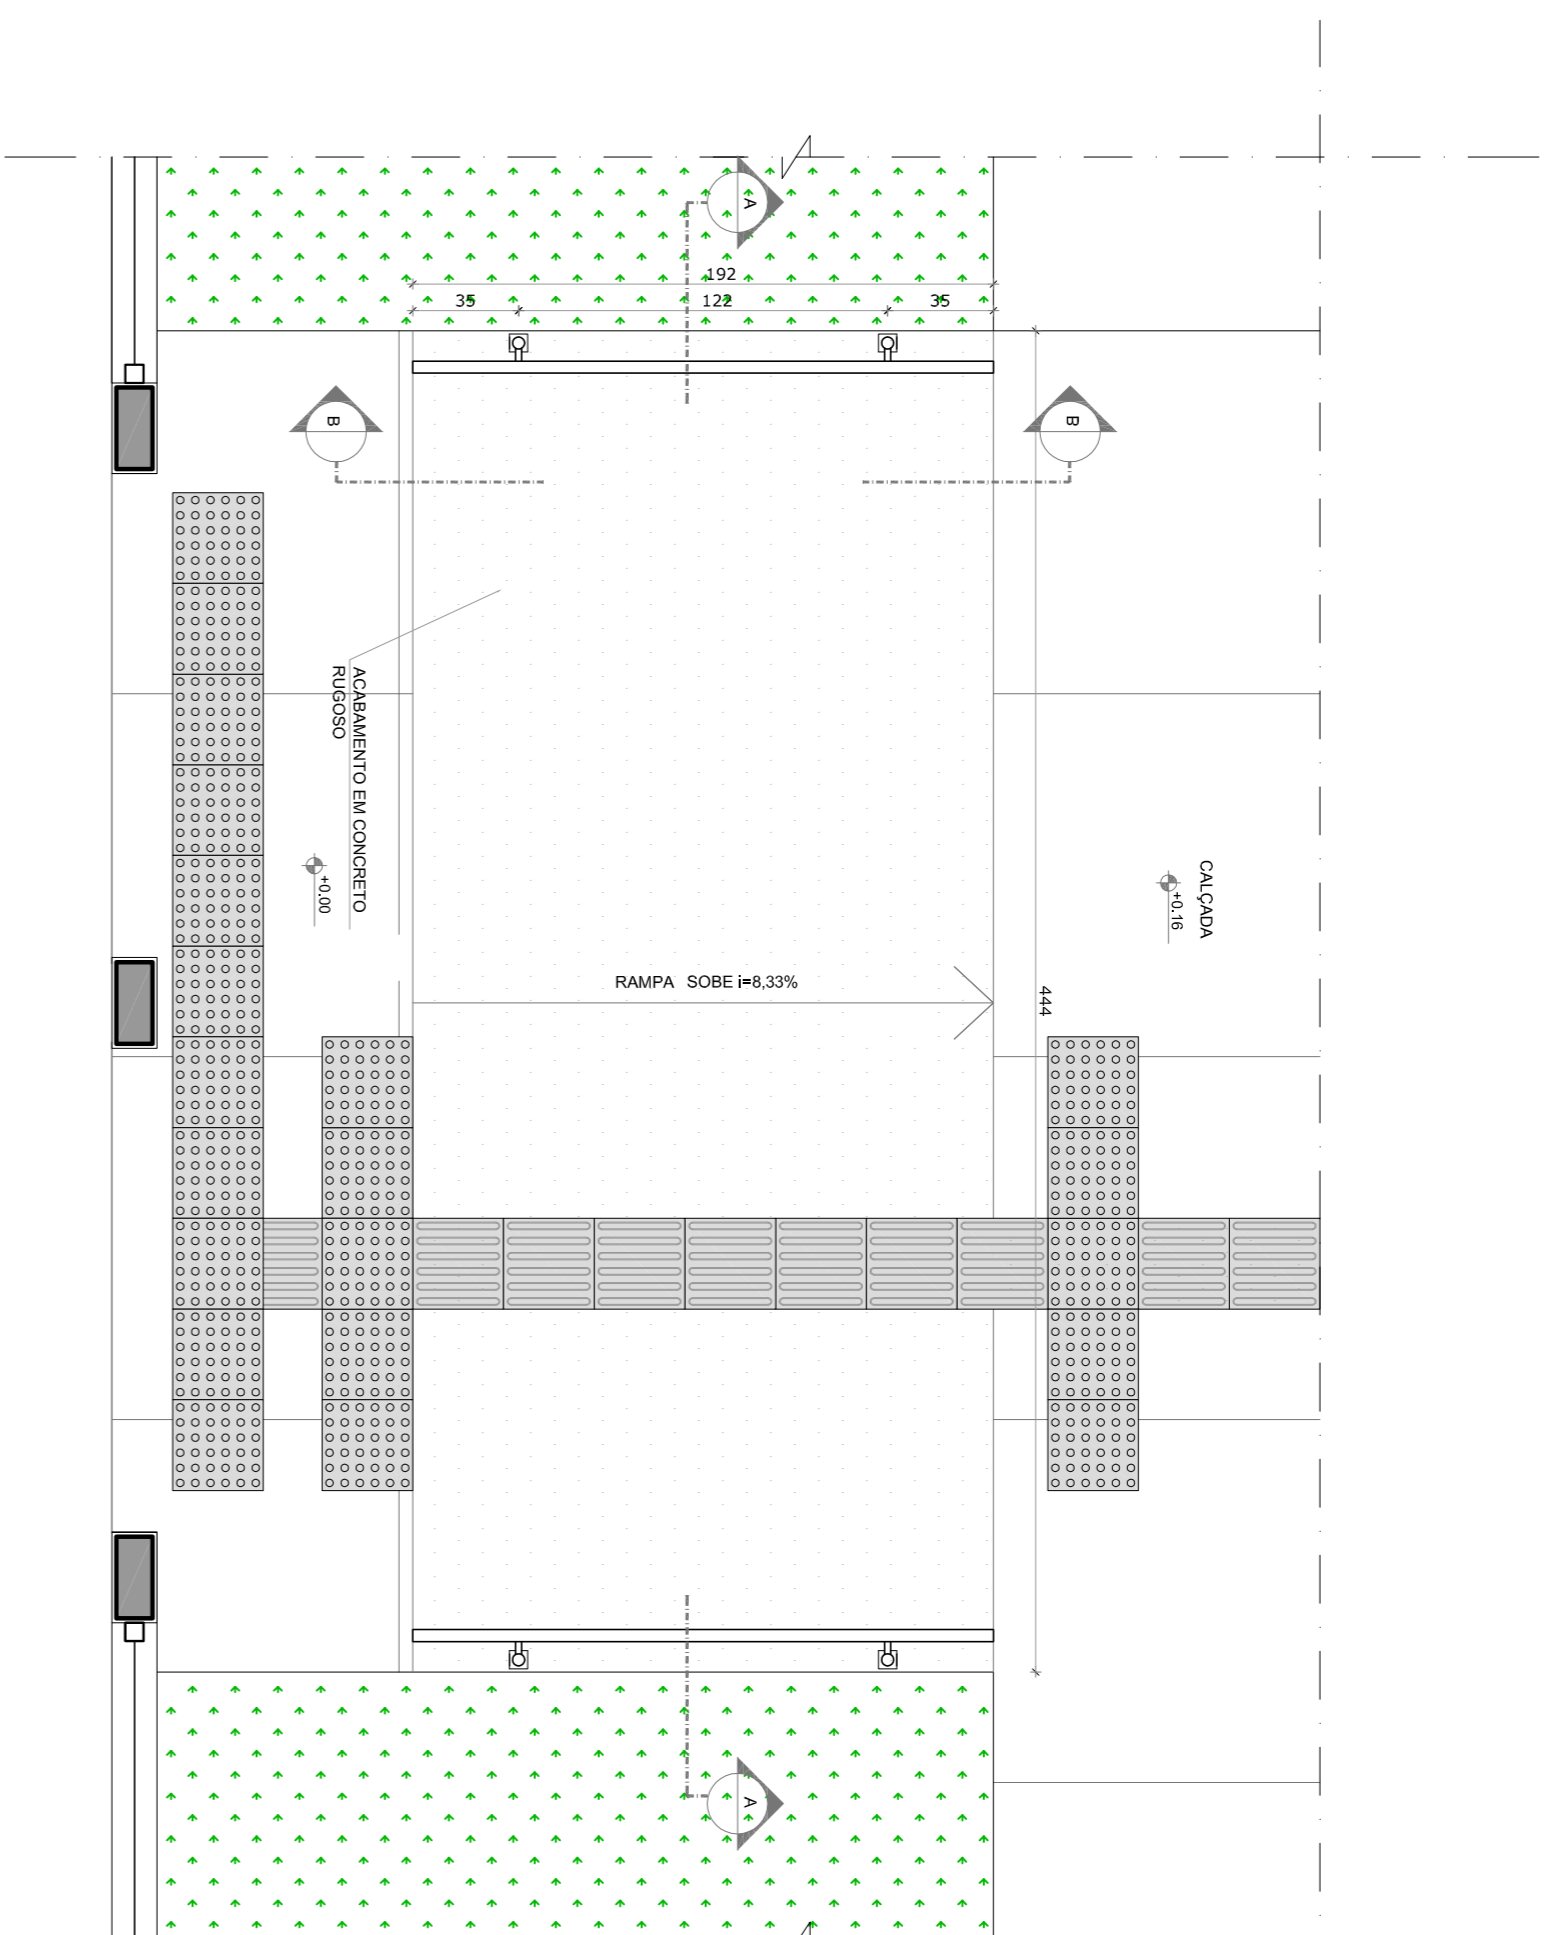 A
192
35
122
35
B
B
ACABAMENTO EM CONCRETO
RUGOSO
+0.00
CALÇADA
+0.16
RAMPA SOBE i=8,33%
444
A